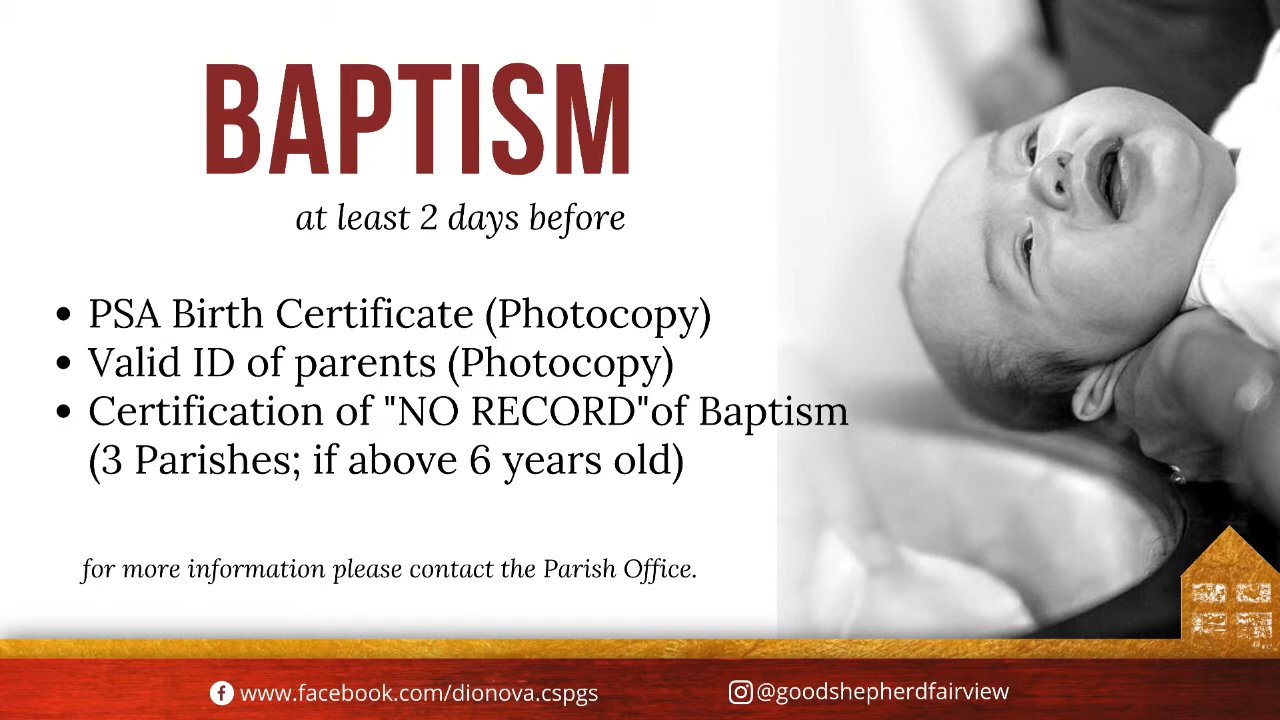 BAPTISM
at least 2 days before
• PSA Birth Certificate (Photocopy)
• Valid ID of parents (Photocopy)
• Certification of "NO RECORD"of Baptism
(3 Parishes; if above 6 years old)
for more information please contact the Parish Office.
www.facebook.com/dionova.cspgs
@goodshepherdfairview